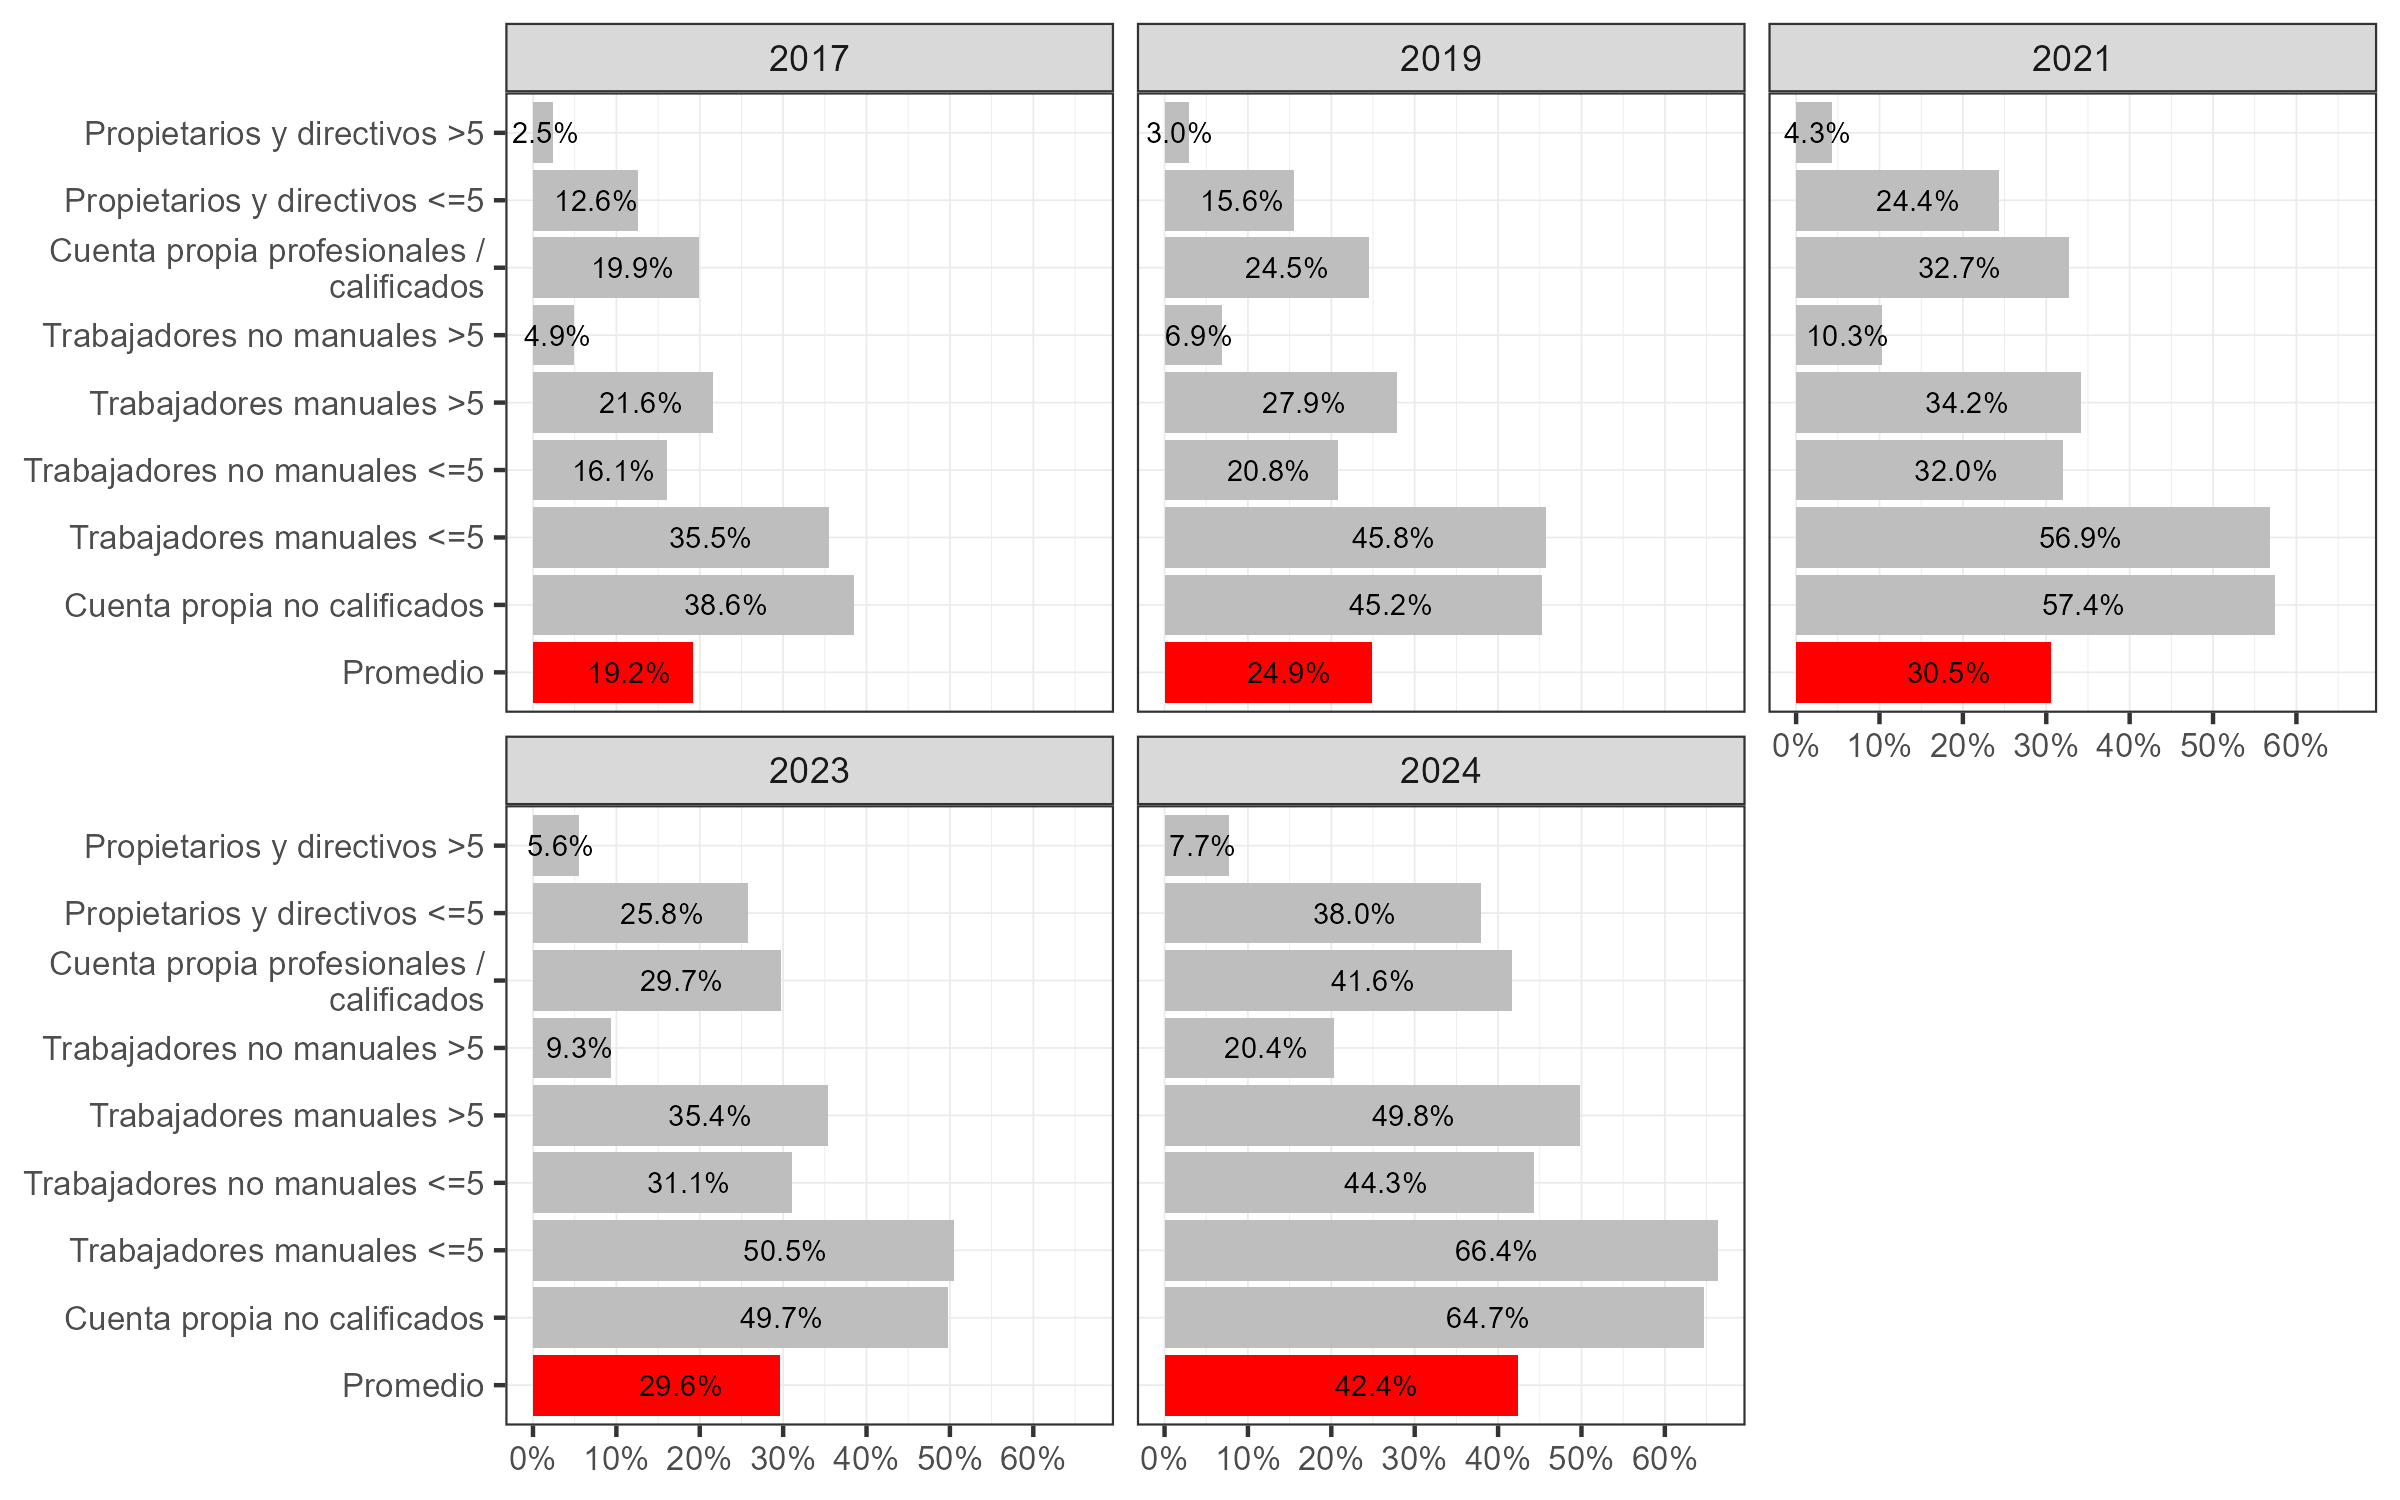 2017
2019
2021
Propietarios y directivos >5
2.5%
3.0%
4.3%
Propietarios y directivos <=5
12.6%
15.6%
24.4%
Cuenta propia profesionales /
calificados
19.9%
24.5%
32.7%
Trabajadores no manuales >5
4.9%
6.9%
10.3%
Trabajadores manuales >5
21.6%
27.9%
34.2%
Trabajadores no manuales <=5
16.1%
20.8%
32.0%
Trabajadores manuales <=5
35.5%
45.8%
56.9%
Cuenta propia no calificados
38.6%
45.2%
57.4%
Promedio
19.2%
24.9%
30.5%
0% 10% 20% 30% 40% 50% 60%
2023
2024
Propietarios y directivos >5
5.6%
7.7%
Propietarios y directivos <=5
25.8%
38.0%
Cuenta propia profesionales /
calificados
29.7%
41.6%
Trabajadores no manuales >5
9.3%
20.4%
Trabajadores manuales >5
35.4%
49.8%
Trabajadores no manuales <=5
31.1%
44.3%
Trabajadores manuales <=5
50.5%
66.4%
Cuenta propia no calificados
49.7%
64.7%
Promedio
29.6%
42.4%
0% 10% 20% 30% 40% 50% 60%
0% 10% 20% 30% 40% 50% 60%